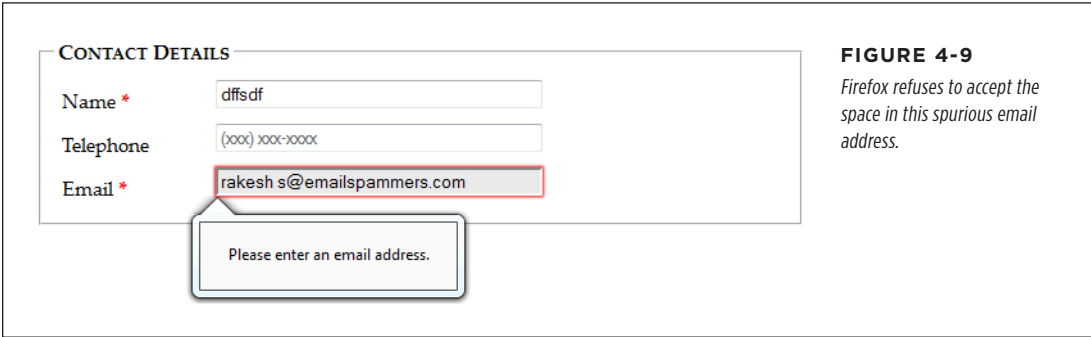 CONTACT DETAILS
Name *
dffsdf
Telephone
(xxx) xxx-xxxx
Email *
rakesh s@emailspammers.com
Please enter an email address.
FIGURE 4-9
Firefox refuses to accept the
space in this spurious email
address.